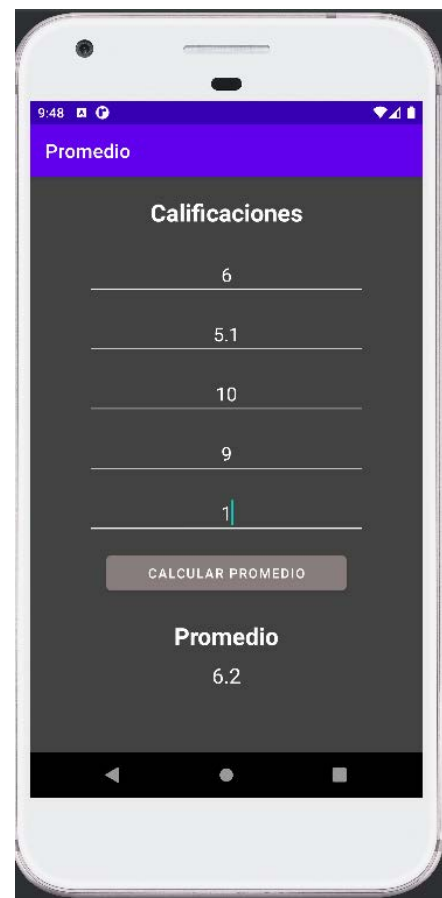 9:48
Promedio
Calificaciones
6
5.1
10
9
1
CALCULAR PROMEDIO
Promedio
6.2